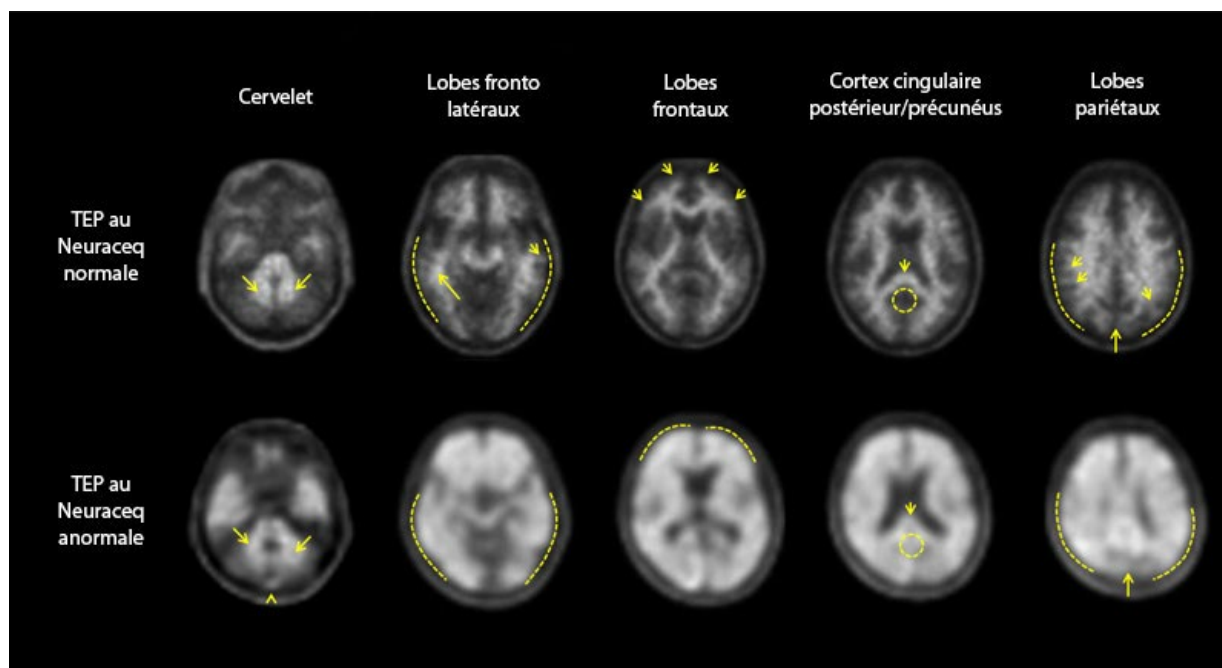 Cervelet
Lobes fronto
latéraux
Lobes
frontaux
Cortex cingulaire
postérieur/précunéus
Lobes
pariétaux
TEP au
Neuraceq
normale
TEP au
Neuraceq
anormale